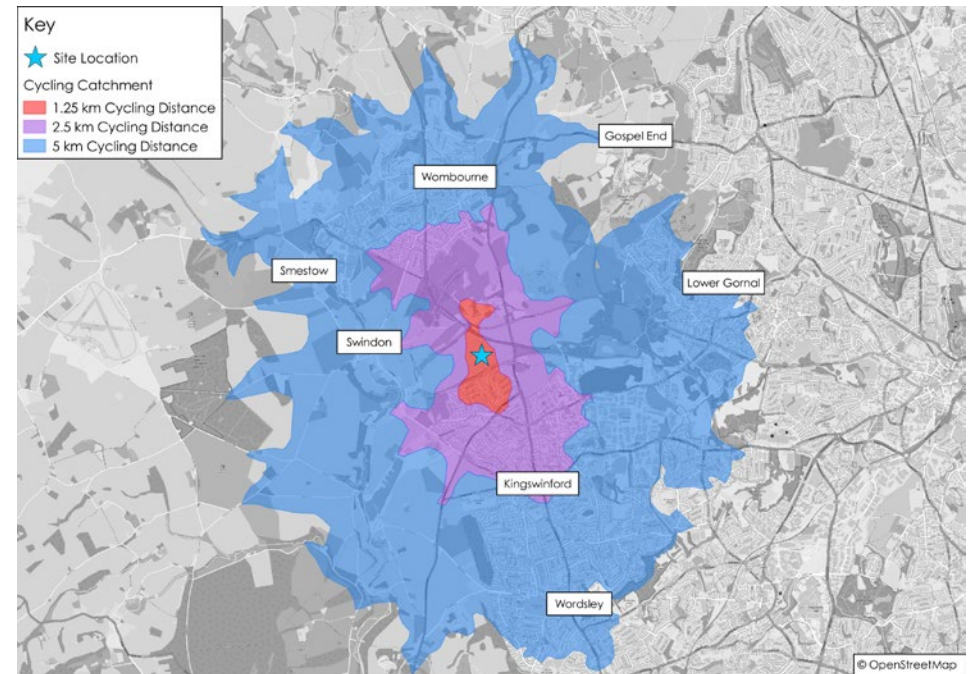 Key
Site Location
Cycling Catchment
1.25 km Cycling Distance
2.5 km Cycling Distance
5 km Cycling Distance
Gospel End
Wombourne
Smestow
Lower Gornal
Swindon
Kingswinford
Wordsley
© OpenStreetMap